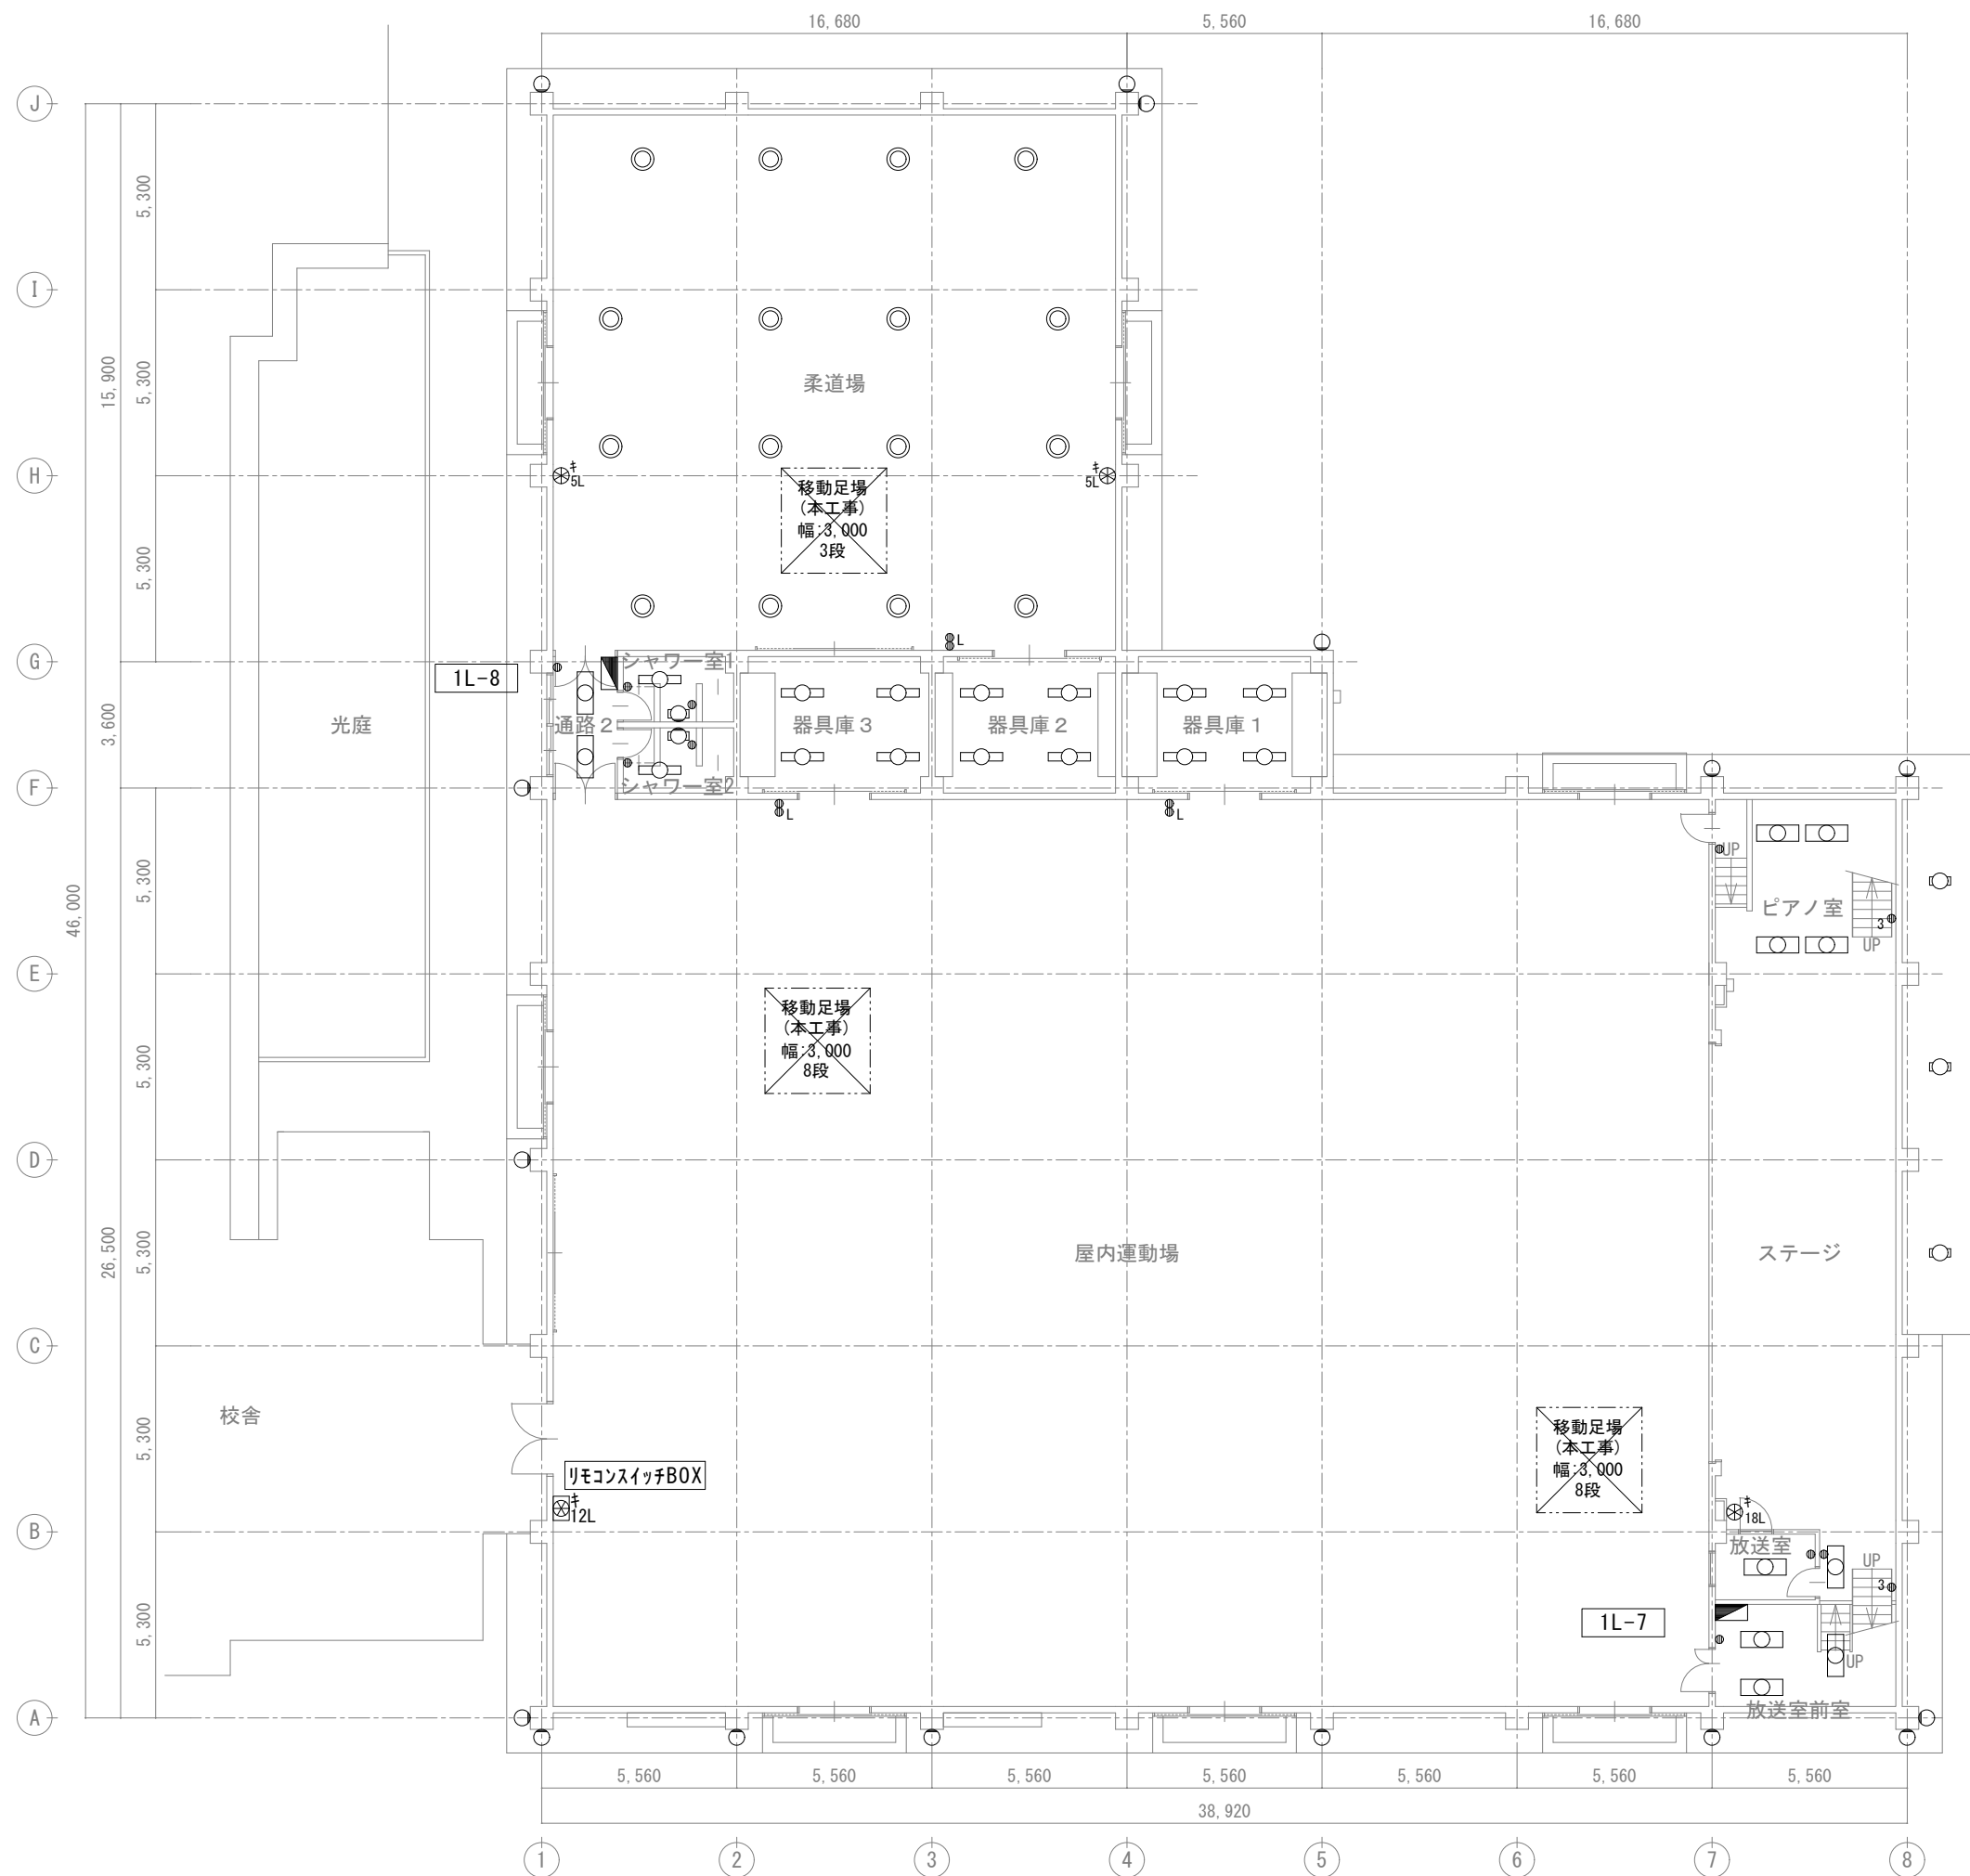 16,680
5,560
16,680
J
5,300
I
15,900
5,300
柔道場
H
キ
5L
キ
5L
移動足場
(本工事)
幅:3,000
3段
5,300
L
G
1L-8
シャワー室1
3,600
光庭
通路2
器具庫3
器具庫2
器具庫1
シャワー室2
F
L
L
UP
5,300
46,000
ピアノ室
3
UP
E
移動足場
(本工事)
幅:3,000
8段
5,300
D
26,500
5,300
屋内運動場
ステージ
C
校舎
5,300
移動足場
(本工事)
幅:3,000
8段
リモコンスイッチBOX
キ
12L
キ
18L
B
放送室
UP
3
5,300
1L-7
UP
放送室前室
A
5,560
5,560
5,560
5,560
5,560
5,560
5,560
38,920
1
2
3
4
5
6
7
8